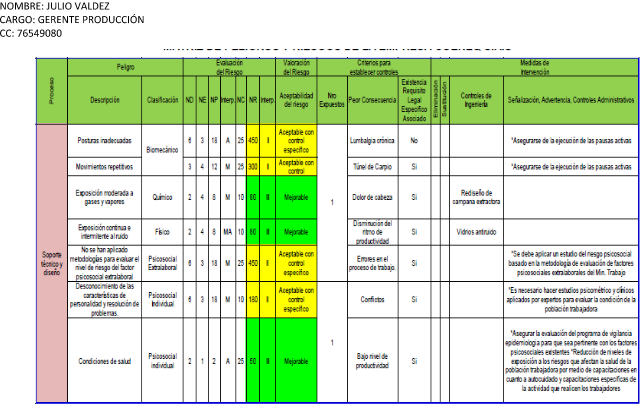 NOMBRE: JULIO VALDEZ
CARGO: GERENTE PRODUCCIÓN
CC: 76549080
Proceso
Peligro
Evaluación del Riesgo
Valoración del Riesgo
Criterios para establecer controles
Medidas de Intervención
Descripción Clasificación ND NE NP Interp. NC NR Interp. Aceptabilidad del riesgo Nro Expuestos Peor Consecuencia Existencia Requisito Legal Específico Asociado Eliminación Sustitución Controles de Ingeniería Señalización, Advertencia, Controles Administrativos
Soporte técnico y diseño
Posturas inadecuadas Biomecánico 6 3 18 A 25 450 I Aceptable con control específico Lumbalgia crónica No *Asegurarse de la ejecución de las pausas activas
Movimientos repetitivos 3 4 12 M 25 300 I Aceptable con control Túnel de Carpio Si *Asegurarse de la ejecución de las pausas activas
Exposición moderada a gases y vapores Químico 2 4 8 M 10 80 III Mejorable 1 Dolor de cabeza Si Rediseño de campana extractora
Exposición continua e intermitente al ruido Físico 2 4 8 MA 10 80 III Mejorable Disminución del ritmo de productividad Si Vidrios antiruido
No se han aplicado metodologías para evaluar el nivel de riesgo del factor psicosocial extralaboral Psicosocial Extralaboral 6 3 18 M 25 450 Aceptable con control específico Errores en el proceso de trabajo. Si *Se debe aplicar un estudio del riesgo psicosocial basado en la metodología de evaluación de factores psicosociales extralaborales del Min. Trabajo
Desconocimiento de las características de personalidad y resolución de problemas. Psicosocial Individual 6 3 18 M 10 180 Aceptable con control específico 1 Conflictos Si *Es necesario hacer estudios psicométrico y clínicos aplicados por expertos para evaluar la condición de la población trabajadora
Condiciones de salud Psicosocial individual 2 1 2 A 25 50 III Mejorable Bajo nivel de productividad Si *Asegurar la evaluación del programa de vigilancia epidemiología para que sea pertinente con los factores psicosociales existentes *Reducción de niveles de exposición a los riesgos que afectan la salud de la población trabajadora por medio de capacitaciones en cuanto a autocuidado y capacitaciones específicas de la actividad que realicen los trabajadores